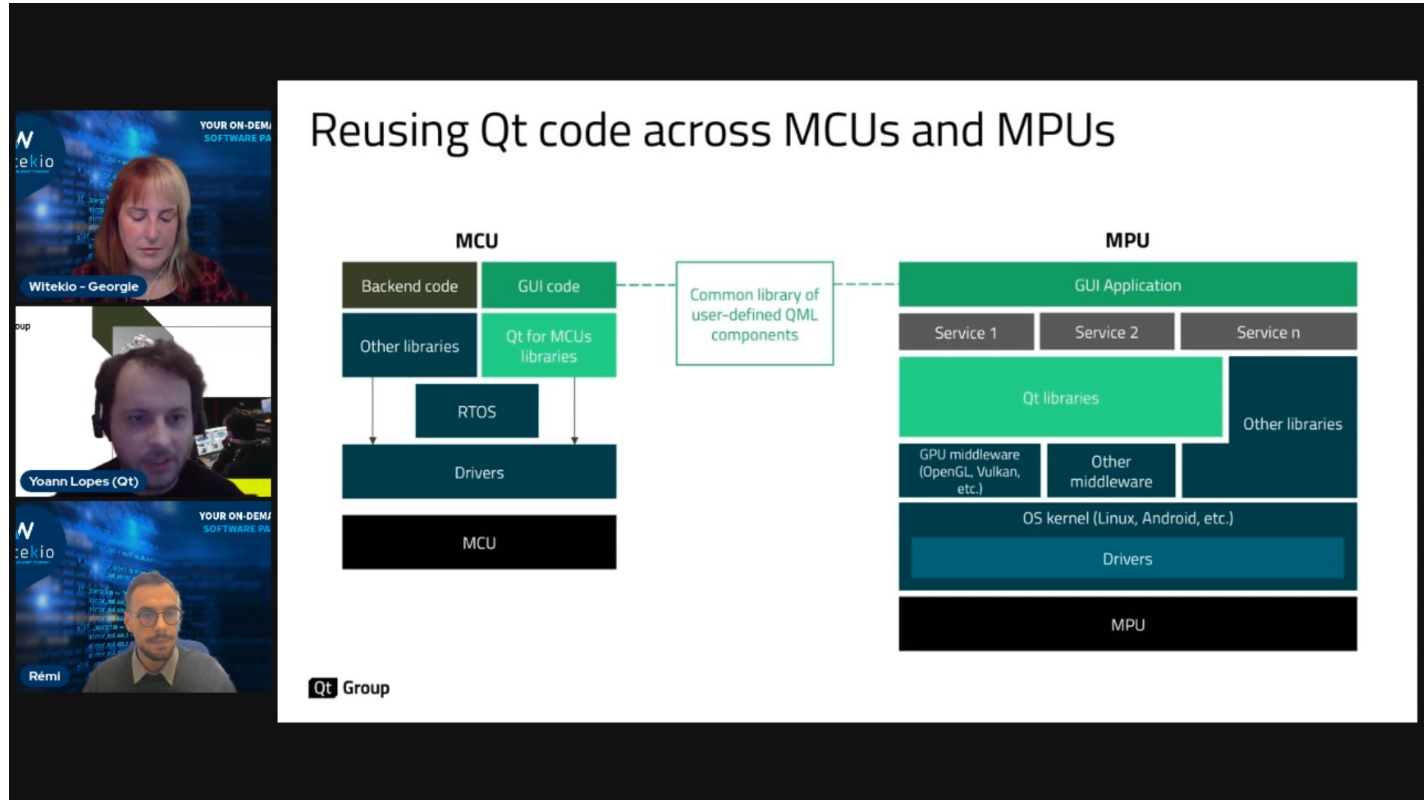 YOUR ON-DEMA
SOFTWARE PA
W
tekio
Witekio - Georgie
oup
Yoann Lopes (Qt)
YOUR ON-DEMA
SOFTWARE PA
tekio
Rémi
Reusing Qt code across MCUs and MPUs
MCU
Backend code
GUI code
Other libraries
Qt for MCUs
libraries
RTOS
Drivers
MCU
Common library of
user-defined QML
components
MPU
GUI Application
Service 1
Service 2
Service n
Qt libraries
Other libraries
GPU middleware
(OpenGL, Vulkan,
etc.)
Other
middleware
OS kernel (Linux, Android, etc.)
Drivers
MPU
Qt Group